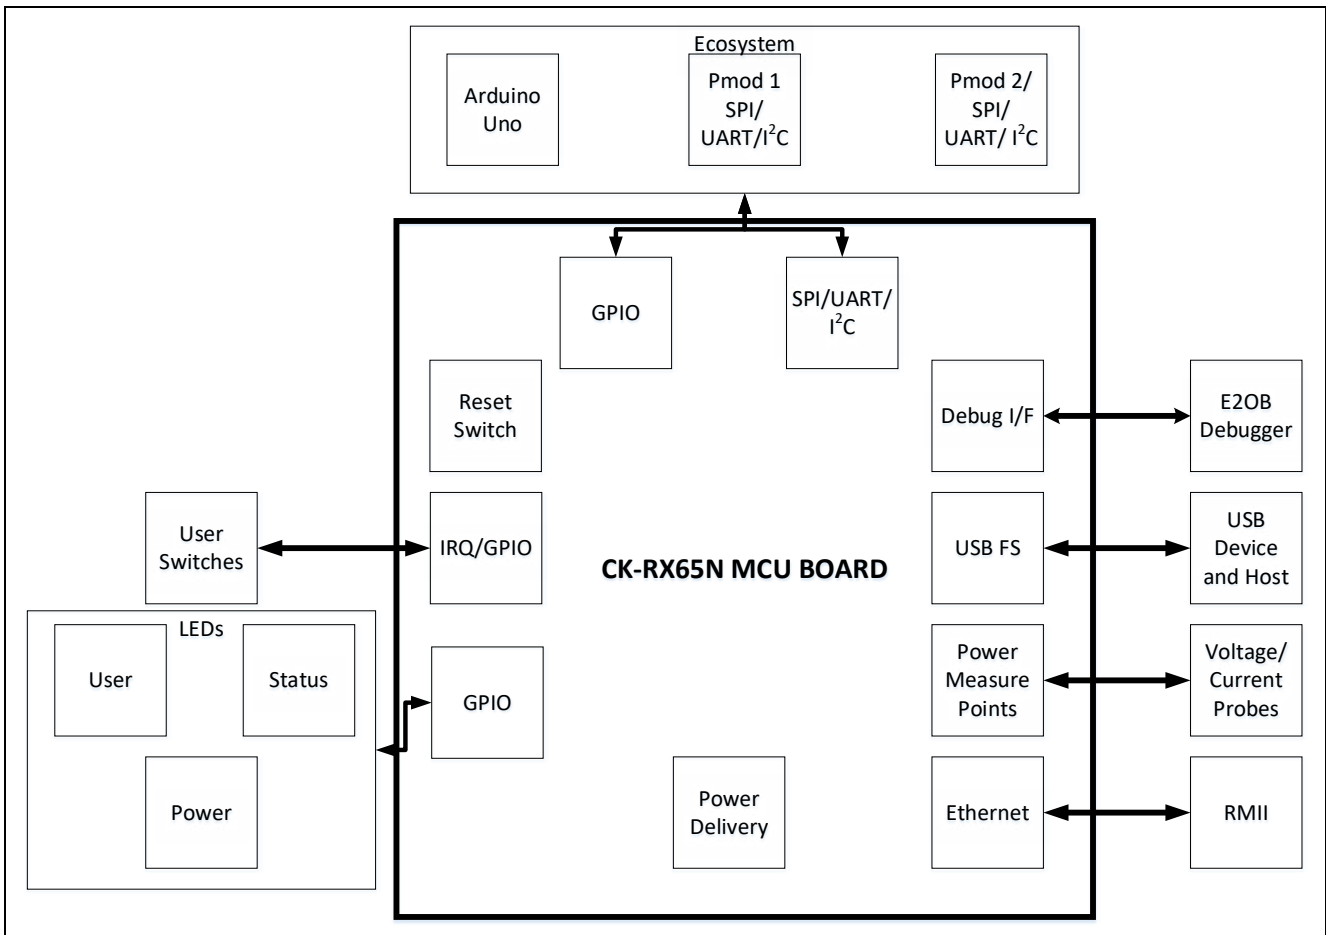 Ecosystem
Arduino
Uno
Pmod 1
SPI/
UART/I²C
Pmod 2/
SPI/
UART/ I²C
GPIO
SPI/UART/
I²C
Reset
Switch
Debug I/F
E2OB
Debugger
User
Switches
IRQ/GPIO
CK-RX65N MCU BOARD
USB FS
USB
Device
and Host
LEDs
User
Status
GPIO
Power
Measure
Points
Voltage/
Current
Probes
Power
Power
Delivery
Ethernet
RMII